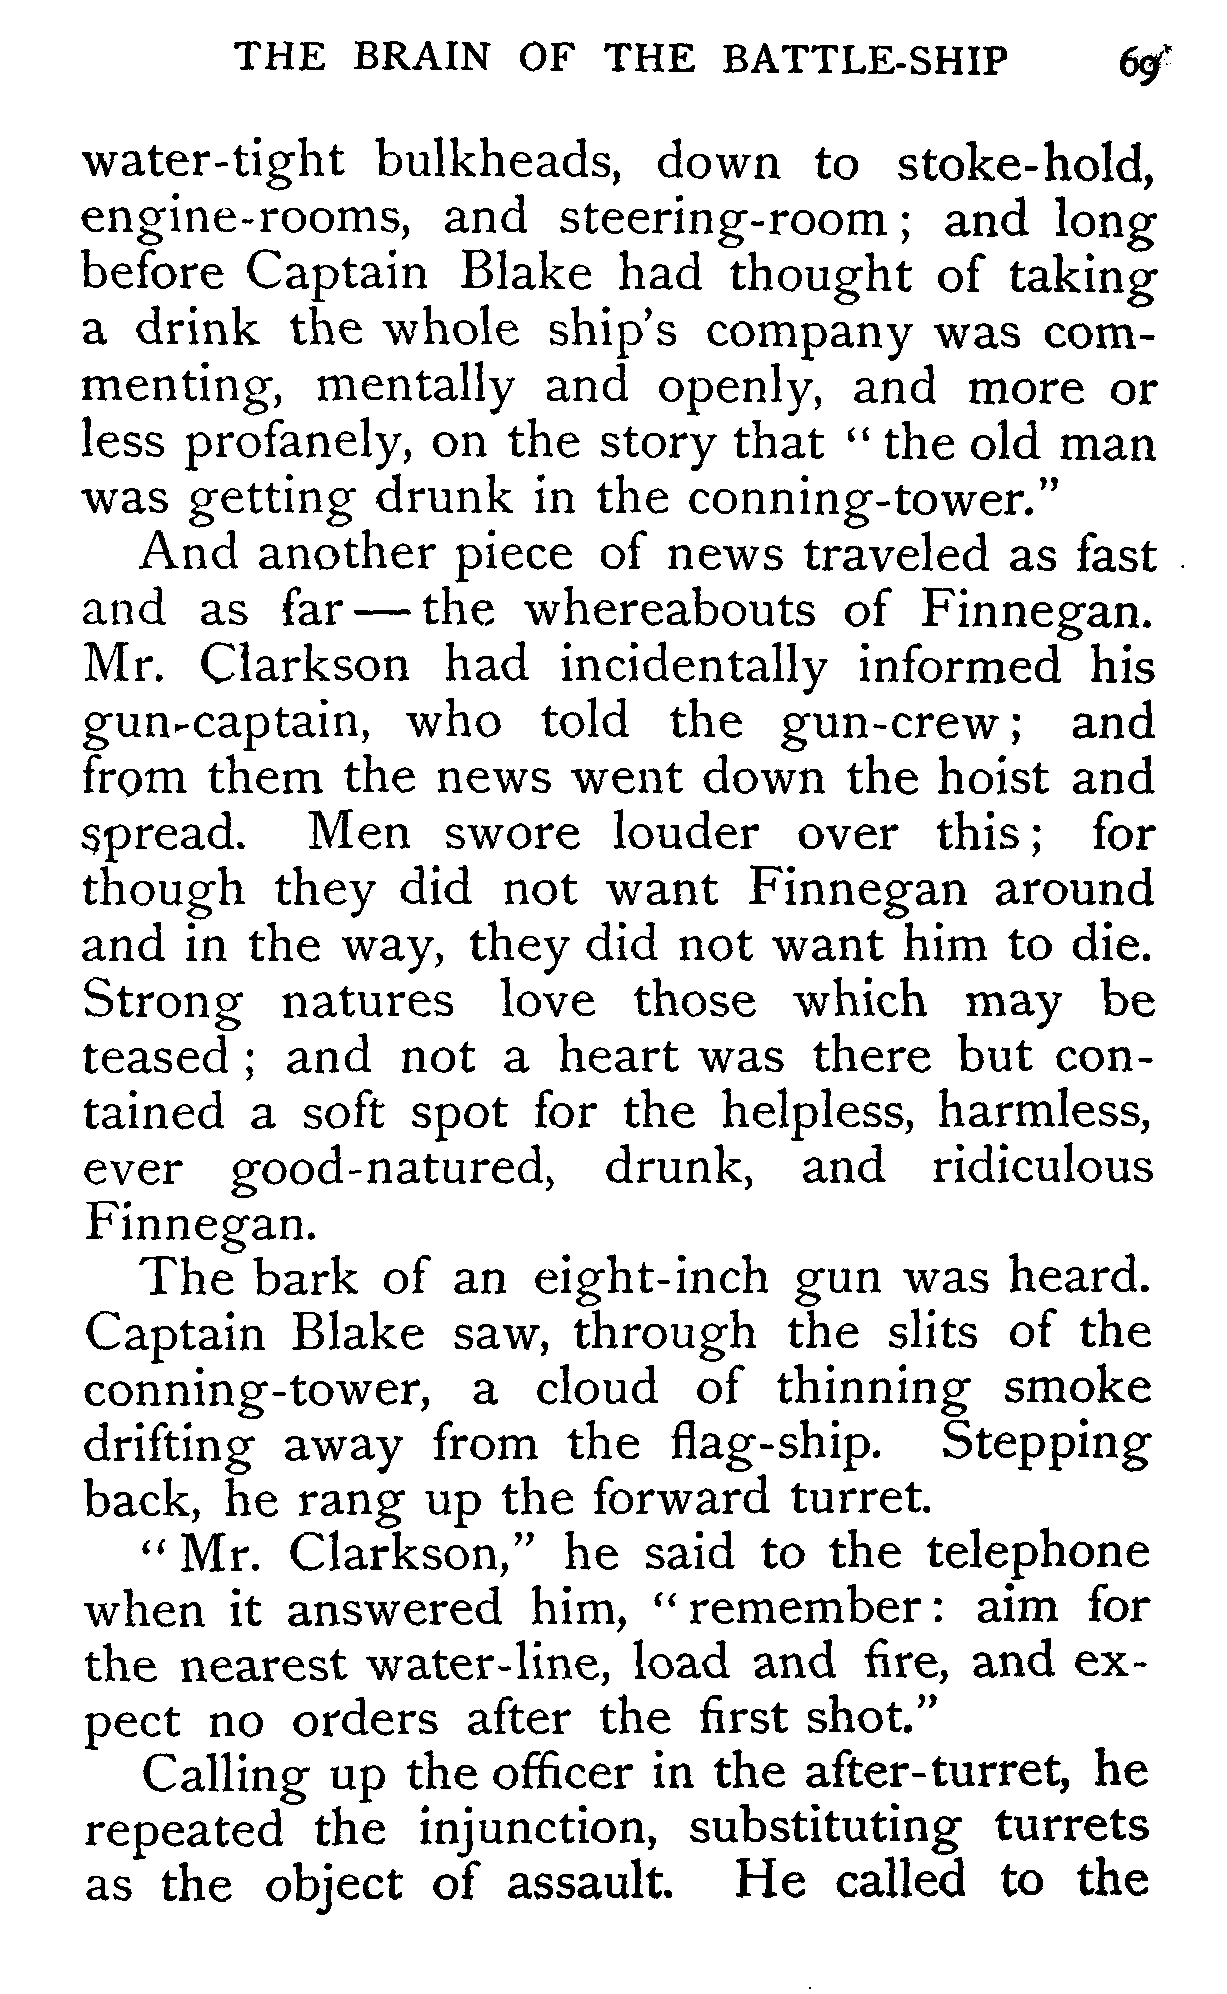 THE BRAIN OF THE BATTLE-SHIP 69
water-tight bulkheads, down to stoke-hold,
engine-rooms, and steering-room; and long
before Captain Blake had thought of taking
a drink the whole ship's company was com-
menting, mentally and openly, and more or
less profanely, on the story that "the old man
was getting drunk in the conning-tower."
And another piece of news traveled as fast
and as far—the whereabouts of Finnegan.
Mr. Clarkson had incidentally informed his
gun-captain, who told the gun-crew; and
from them the news went down the hoist and
spread. Men swore louder over this; for
though they did not want Finnegan around
and in the way, they did not want him to die.
Strong natures love those which may be
teased; and not a heart was there but con-
tained a soft spot for the helpless, harmless,
ever good-natured, drunk, and ridiculous
Finnegan.
The bark of an eight-inch gun was heard.
Captain Blake saw, through the slits of the
conning-tower, a cloud of thinning smoke
drifting away from the flag-ship. Stepping
back, he rang up the forward turret.
"Mr. Clarkson," he said to the telephone
when it answered him, "remember: aim for
the nearest water-line, load and fire, and ex-
pect no orders after the first shot."
Calling up the officer in the after-turret, he
repeated the injunction, substituting turrets
as the object of assault. He called to the